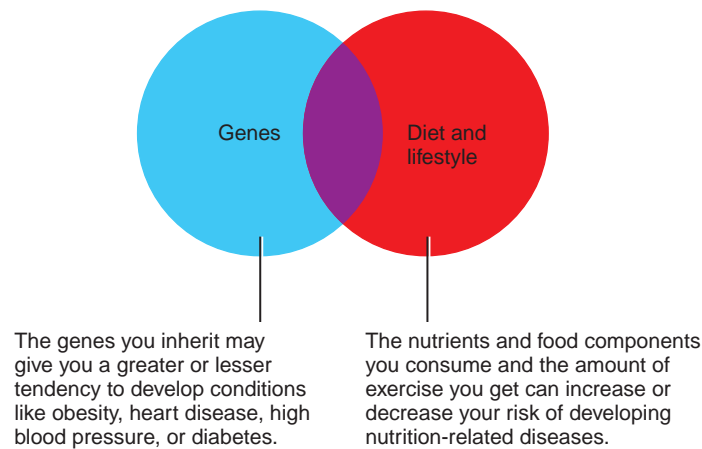 Genes
Diet and
lifestyle
The genes you inherit may
give you a greater or lesser
tendency to develop conditions
like obesity, heart disease, high
blood pressure, or diabetes.
The nutrients and food components
you consume and the amount of
exercise you get can increase or
decrease your risk of developing
nutrition-related diseases.